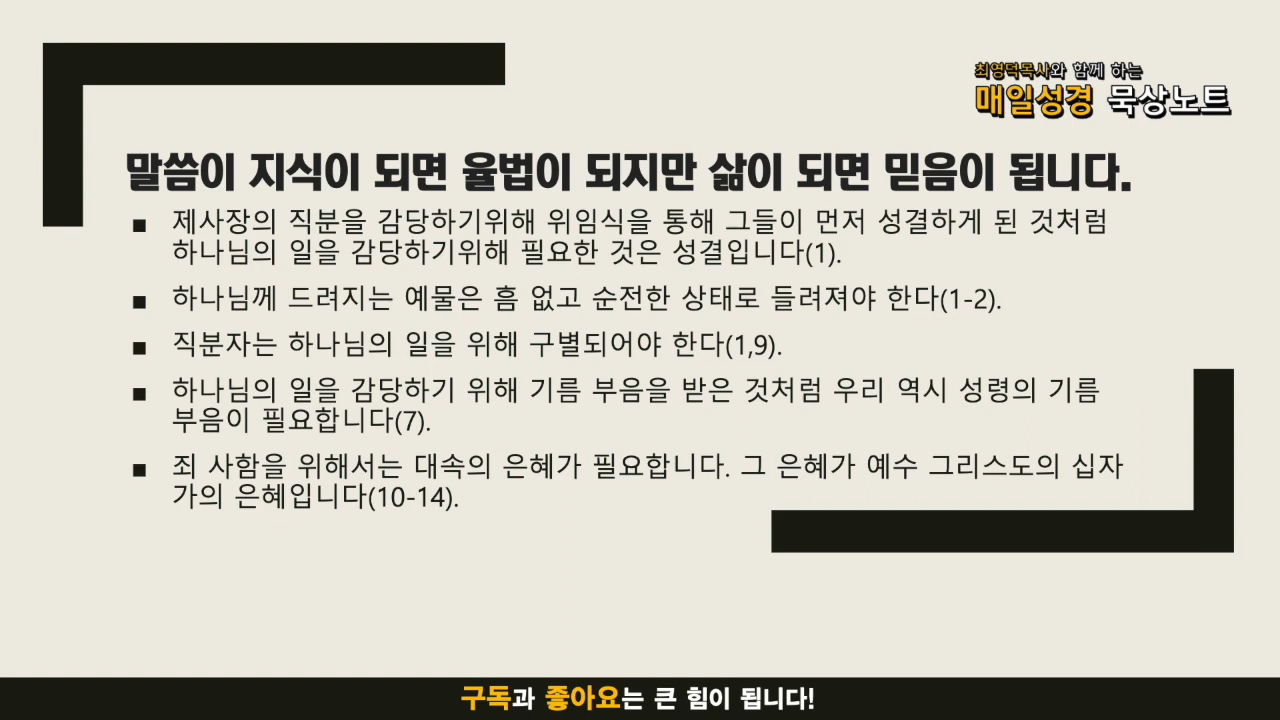 최영덕목사와 함께 하는
매일성경 묵상노트
말씀이 지식이 되면 율법이 되지만 삶이 되면 믿음이 됩니다.
■ 제사장의 직분을 감당하기위해 위임식을 통해 그들이 먼저 성결하게 된 것처럼
하나님의 일을 감당하기위해 필요한 것은 성결입니다(1).
■ 하나님께 드려지는 예물은 흠 없고 순전한 상태로 들려져야 한다(1-2).
■ 직분자는 하나님의 일을 위해 구별되어야 한다(1,9).
■ 하나님의 일을 감당하기 위해 기름 부음을 받은 것처럼 우리 역시 성령의 기름
부음이 필요합니다(7).
■ 죄 사함을 위해서는 대속의 은혜가 필요합니다. 그 은혜가 예수 그리스도의 십자
가의 은혜입니다(10-14).
구독과 좋아요는 큰 힘이 됩니다!